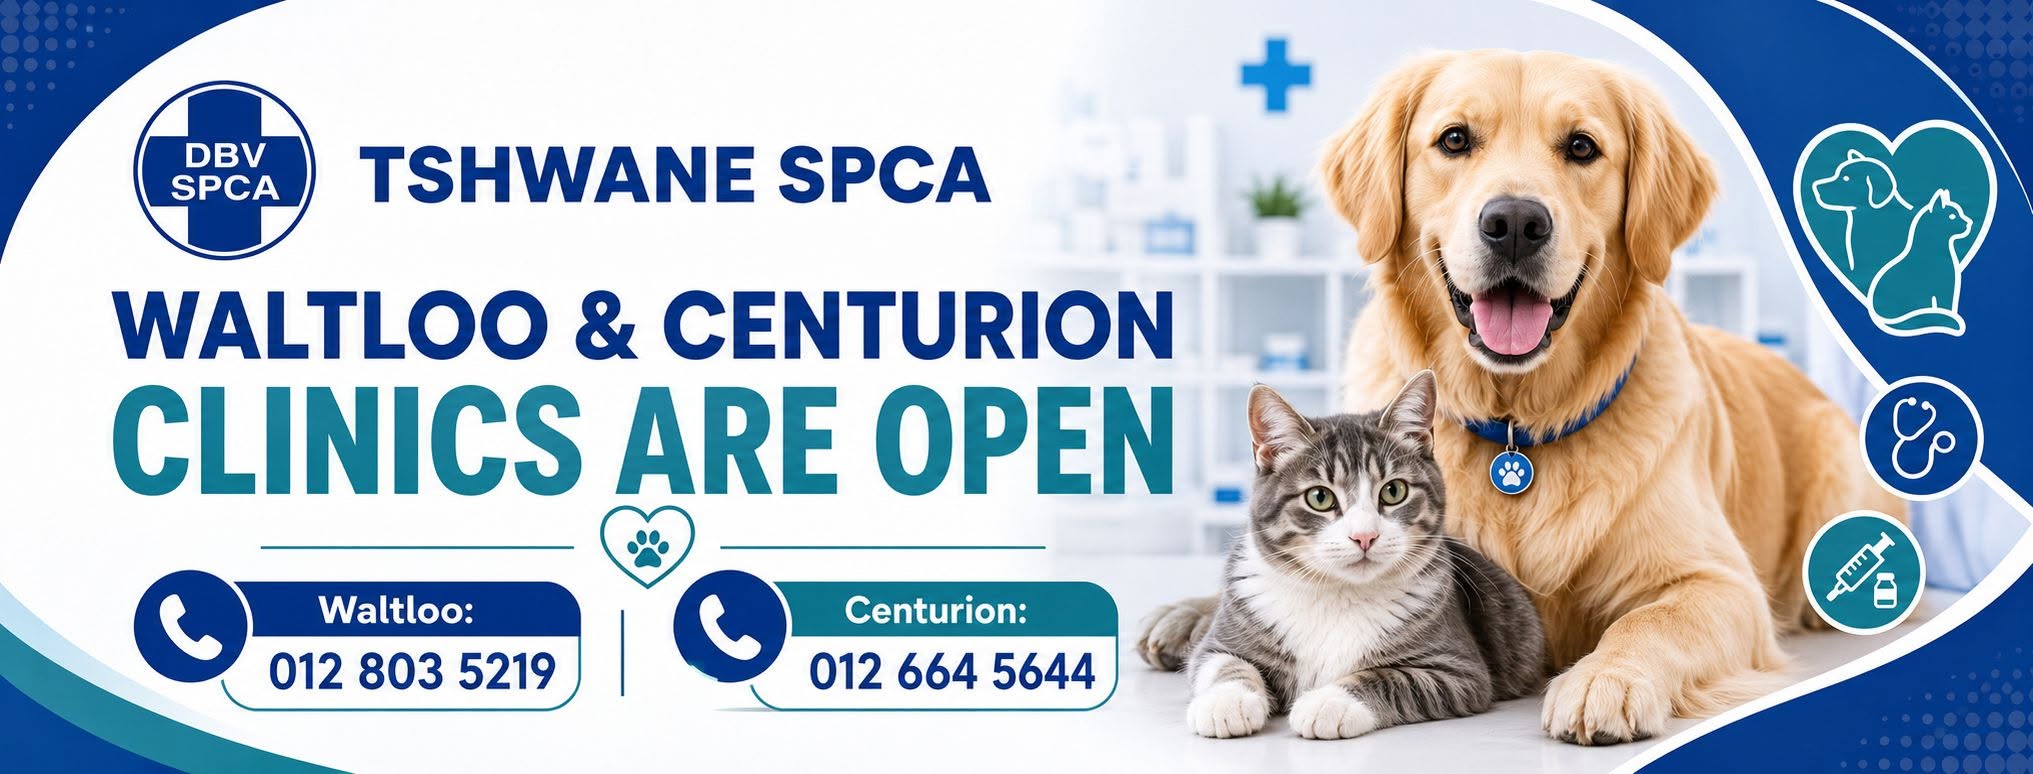 DBV
SPCA
TSHWANE SPCA
WALTLOO & CENTURION
CLINICS ARE OPEN
Waltloo:
012 803 5219
Centurion:
012 664 5644